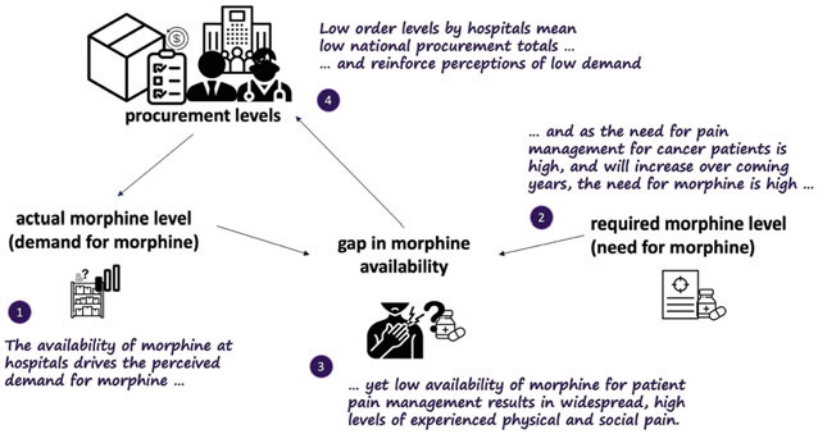 Low order levels by hospitals mean
low national procurement totals ...
... and reinforce perceptions of low demand
$
4
procurement levels
... and as the need for pain
management for cancer patients is
high, and will increase over coming
years, the need for morphine is high ...
2
actual morphine level
(demand for morphine)
required morphine level
(need for morphine)
gap in morphine
availability
?
1
?
The availability of morphine at
hospitals drives the perceived
demand for morphine ...
3
... yet low availability of morphine for patient
pain management results in widespread, high
levels of experienced physical and social pain.